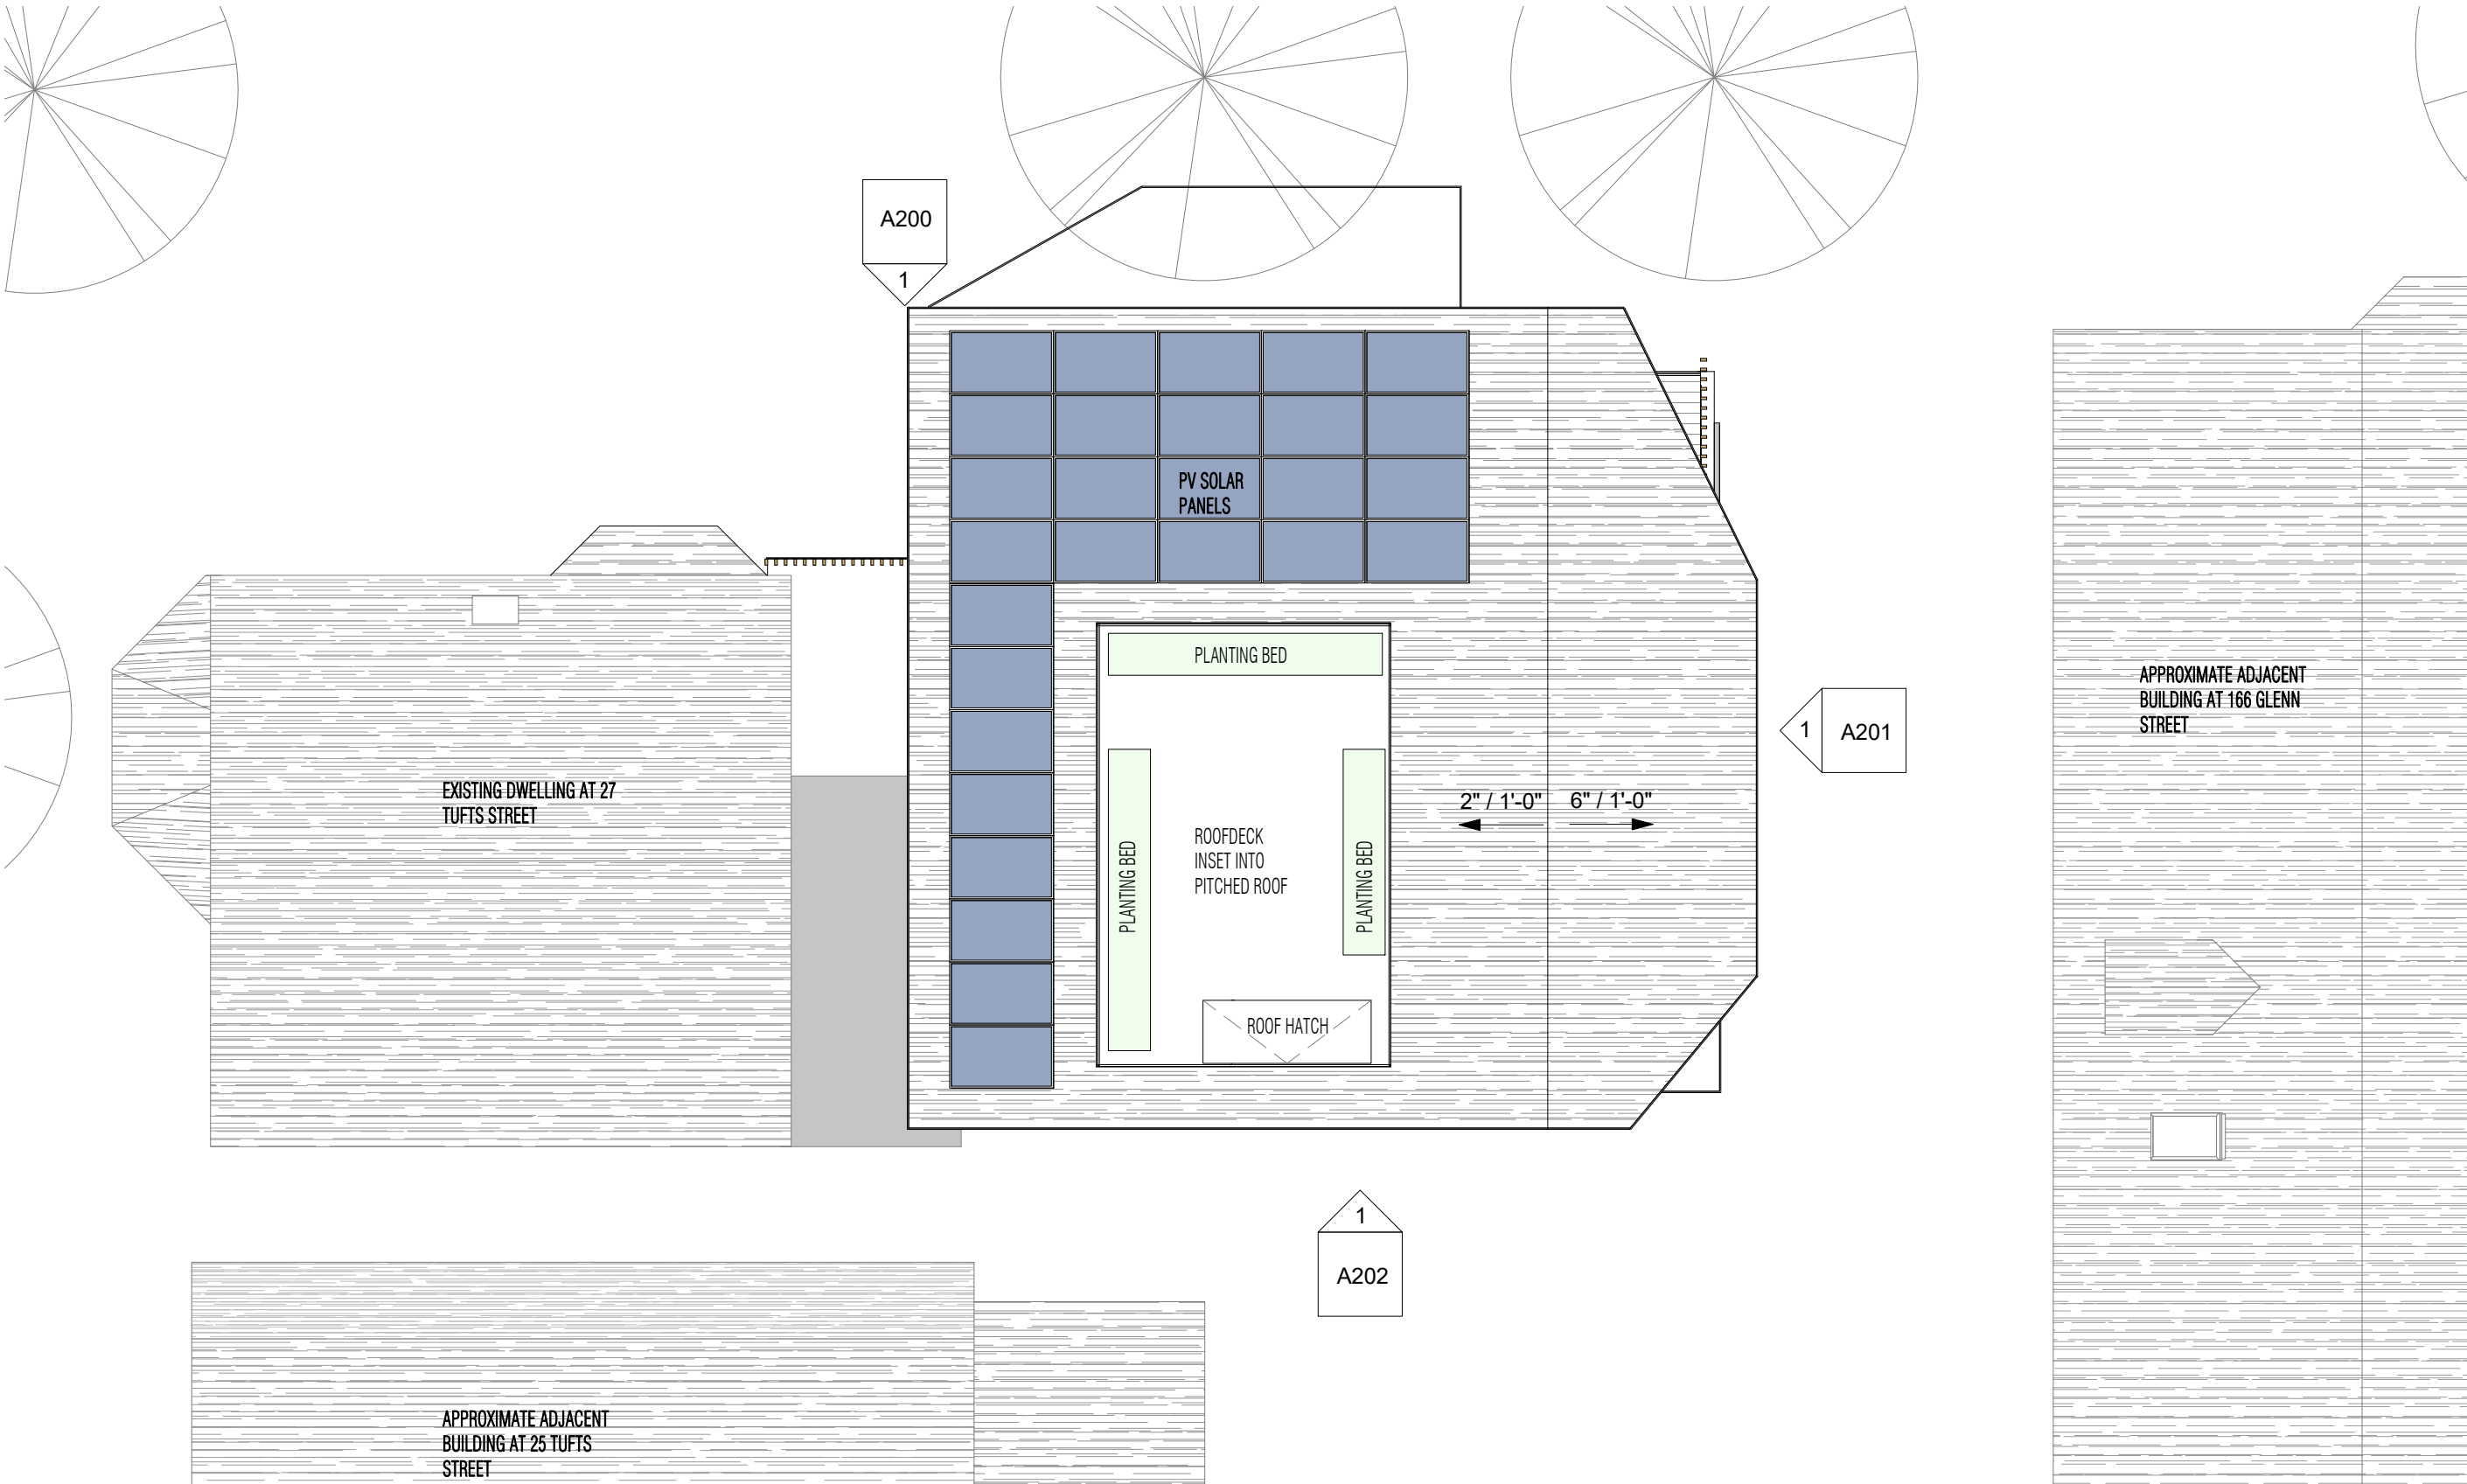 A200
1
PV SOLAR
PANELS
PLANTING BED
APPROXIMATE ADJACENT
BUILDING AT 166 GLENN
STREET
1
A201
EXISTING DWELLING AT 27
TUFTS STREET
2" / 1'-0"
6" / 1'-0"
ROOFDECK
INSET INTO
PITCHED ROOF
PLANTING BED
PLANTING BED
ROOF HATCH
1
A202
APPROXIMATE ADJACENT
BUILDING AT 25 TUFTS
STREET